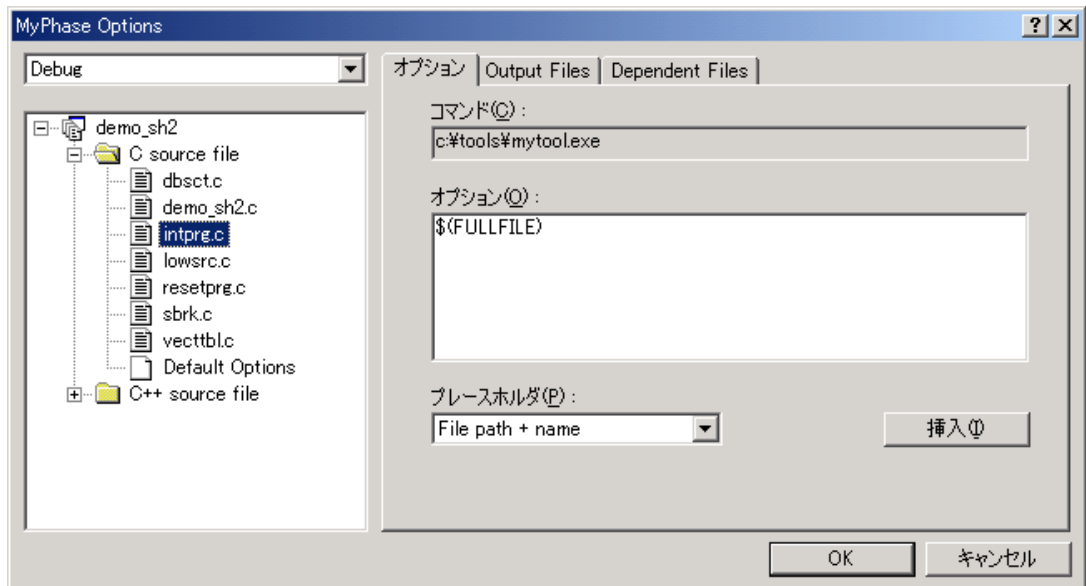 MyPhase Options
Debug
demo_sh2
C source file
dbsct.c
demo_sh2.c
intprg.c
lowsrc.c
resetprg.c
sbrk.c
vecttbl.c
Default Options
C++ source file
オプション Output Files Dependent Files
コマンド(C) :
c:¥tools¥mytool.exe
オプション(O) :
$(FULLFILE)
プレースホルダ(P) :
File path + name
挿入(I)
OK キャンセル